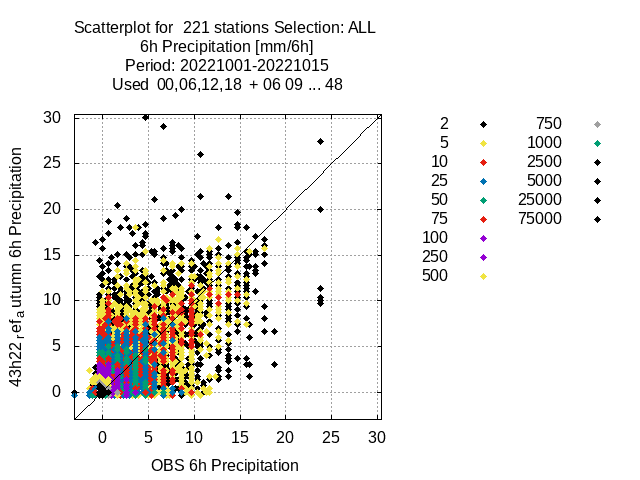 Scatterplot for 221 stations Selection: ALL
6h Precipitation [mm/6h]
Period: 20221001-20221015
Used 00,06,12,18 + 06 09 ... 48
30
25
20
15
10
5
0
0 5 10 15 20 25 30
43h22_ref_autumn 6h Precipitation
OBS 6h Precipitation
2 750
5 1000
10 2500
25 5000
50 25000
75 75000
100
250
500